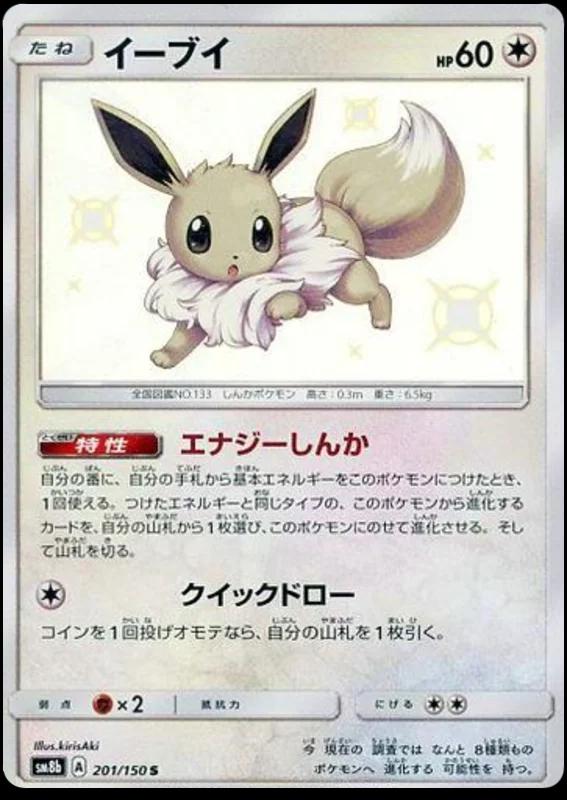 たね イーブイ HP60
全国図鑑NO.133 しんかポケモン 高さ:0.3m 重さ:6.5kg
とくせい
特性 エナジーしんか
自分の番に、自分の手札から基本エネルギーをこのポケモンにつけたとき、
1回使える。つけたエネルギーと同じタイプの、このポケモンから進化する
カードを、自分の山札から1枚選び、このポケモンにのせて進化させる。そし
て山札を切る。
クイックドロー
コインを1回投げオモテなら、自分の山札を1枚引く。
弱点 ×2 抵抗力 にげる
Illus.kirisAki
SM8b A 201/150 S
今 現在の 調査では なんと 8種類もの
ポケモンへ 進化する 可能性を 持つ。